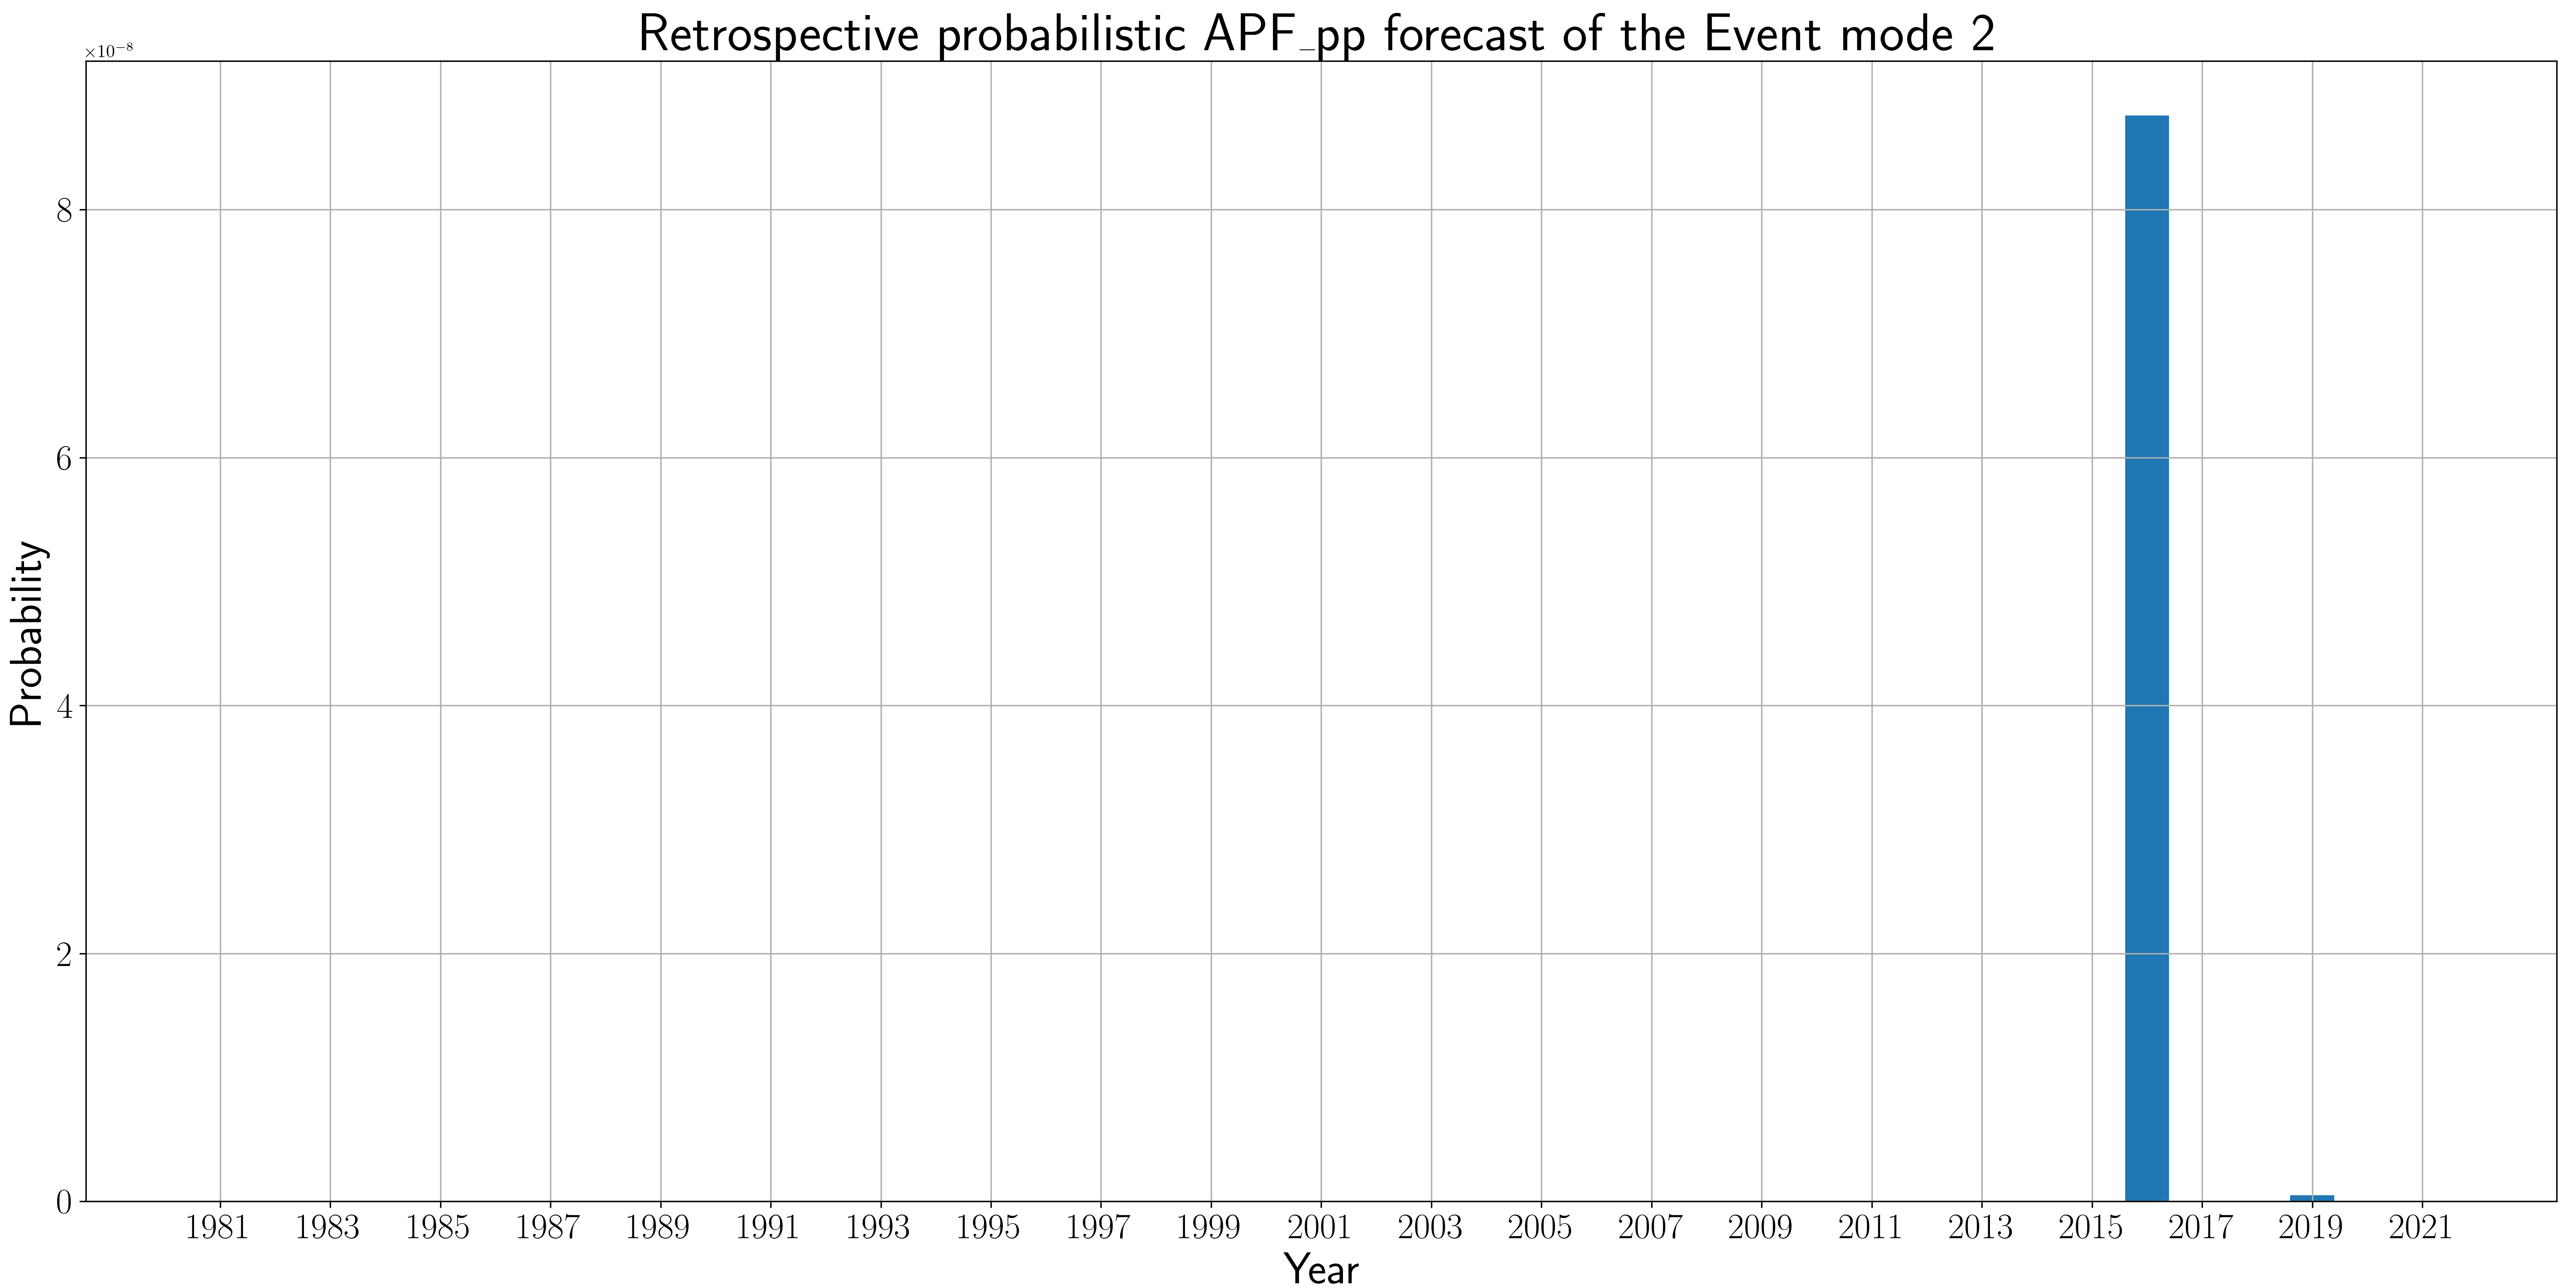 Retrospective probabilistic APF_pp forecast of the Event mode 2
×10⁻⁸
8
6
4
2
0
Probability
1981 1983 1985 1987 1989 1991 1993 1995 1997 1999 2001 2003 2005 2007 2009 2011 2013 2015 2017 2019 2021
Year